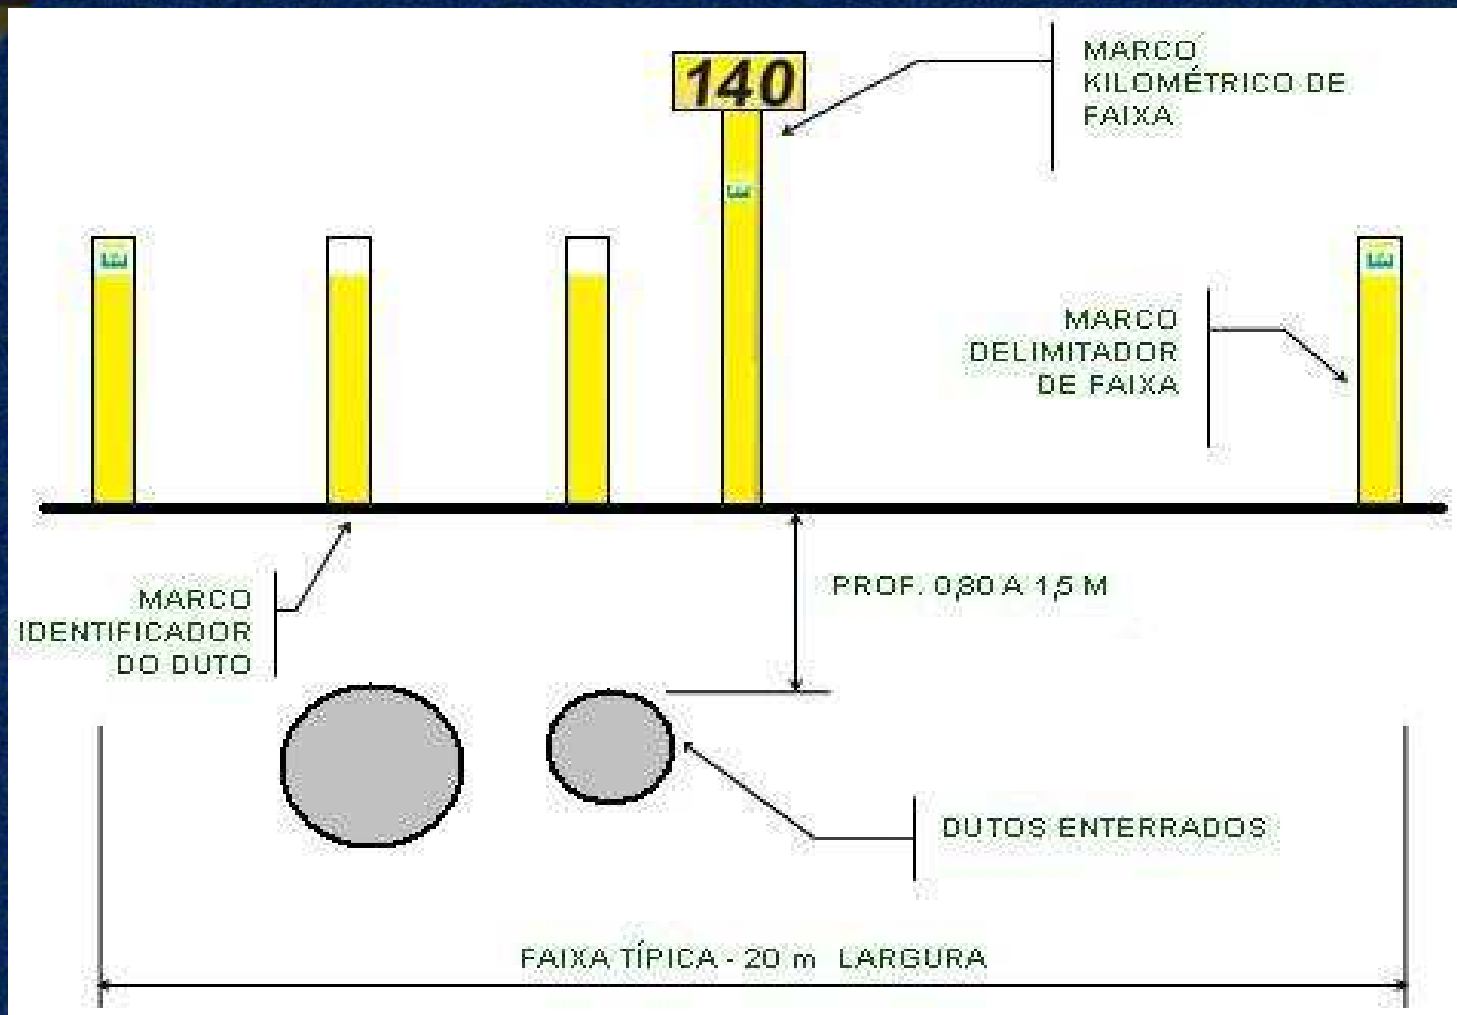 MARCO
KILOMÉTRICO DE
FAIXA
140
MARCO
DELIMITADOR
DE FAIXA
MARCO
IDENTIFICADOR
DO DUTO
PROF. 0,80 A 1,5 M
DUTOS ENTERRADOS
FAIXA TÍPICA - 20 m LARGURA